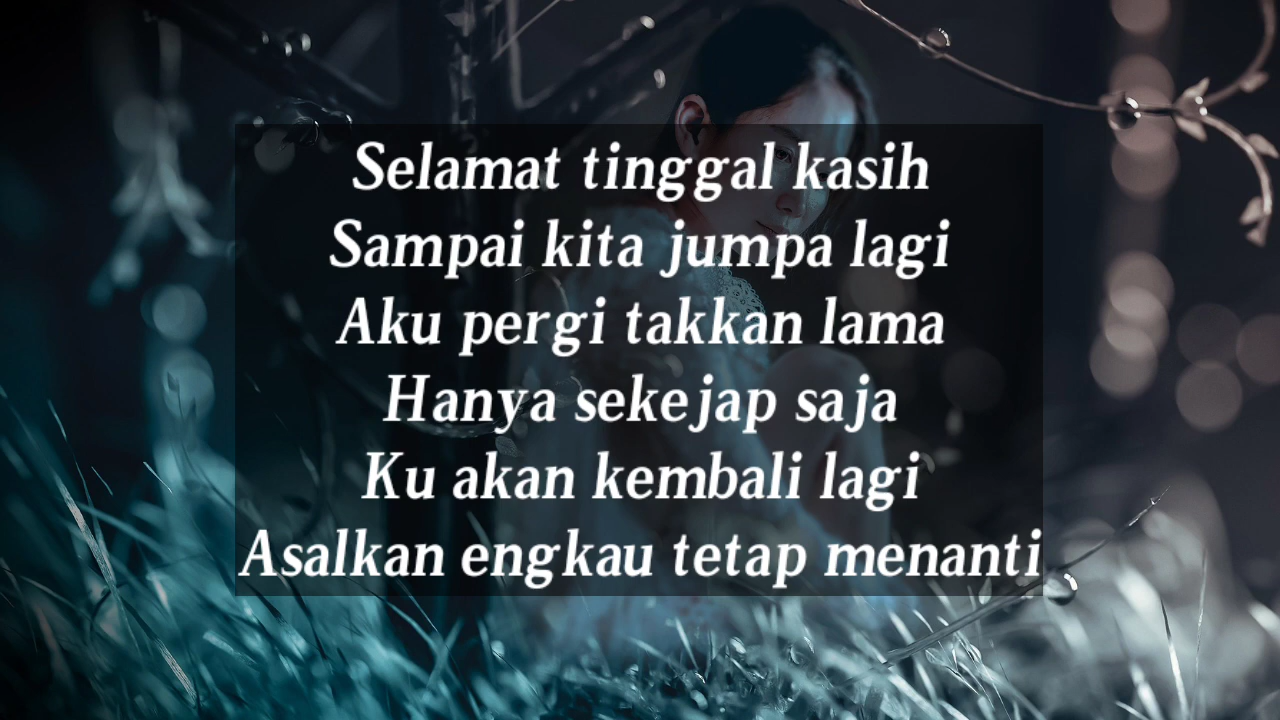 Selamat tinggal kasih
Sampai kita jumpa lagi
Aku pergi takkan lama
Hanya sekejap saja
Ku akan kembali lagi
Asalkan engkau tetap menanti